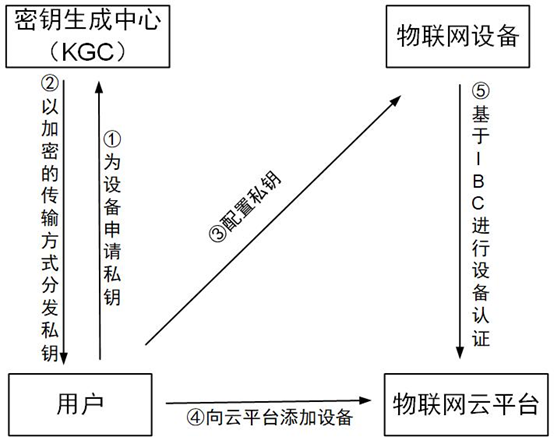 密钥生成中心
（KGC）
物联网设备
②以加密的传输方式分发私钥
①为设备申请私钥
③配置私钥
⑤基于IBC进行设备认证
用户
④向云平台添加设备
物联网云平台